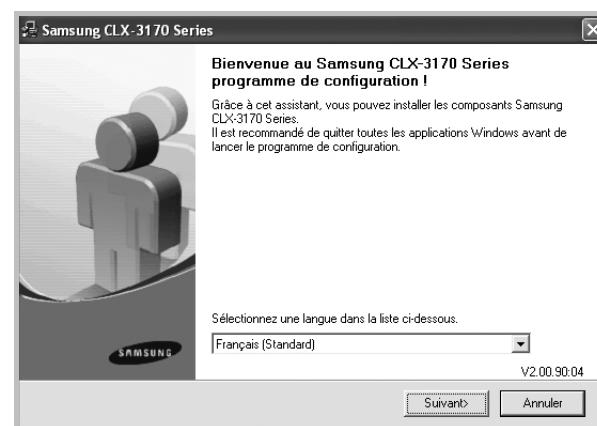 Samsung CLX-3170 Series
Bienvenue au Samsung CLX-3170 Series
programme de configuration !
Grâce à cet assistant, vous pouvez installer les composants Samsung
CLX-3170 Series.
Il est recommandé de quitter toutes les applications Windows avant de
lancer le programme de configuration.
Sélectionnez une langue dans la liste ci-dessous.
Français (Standard)
SAMSUNG
V2.00.90:04
Suivant>
Annuler